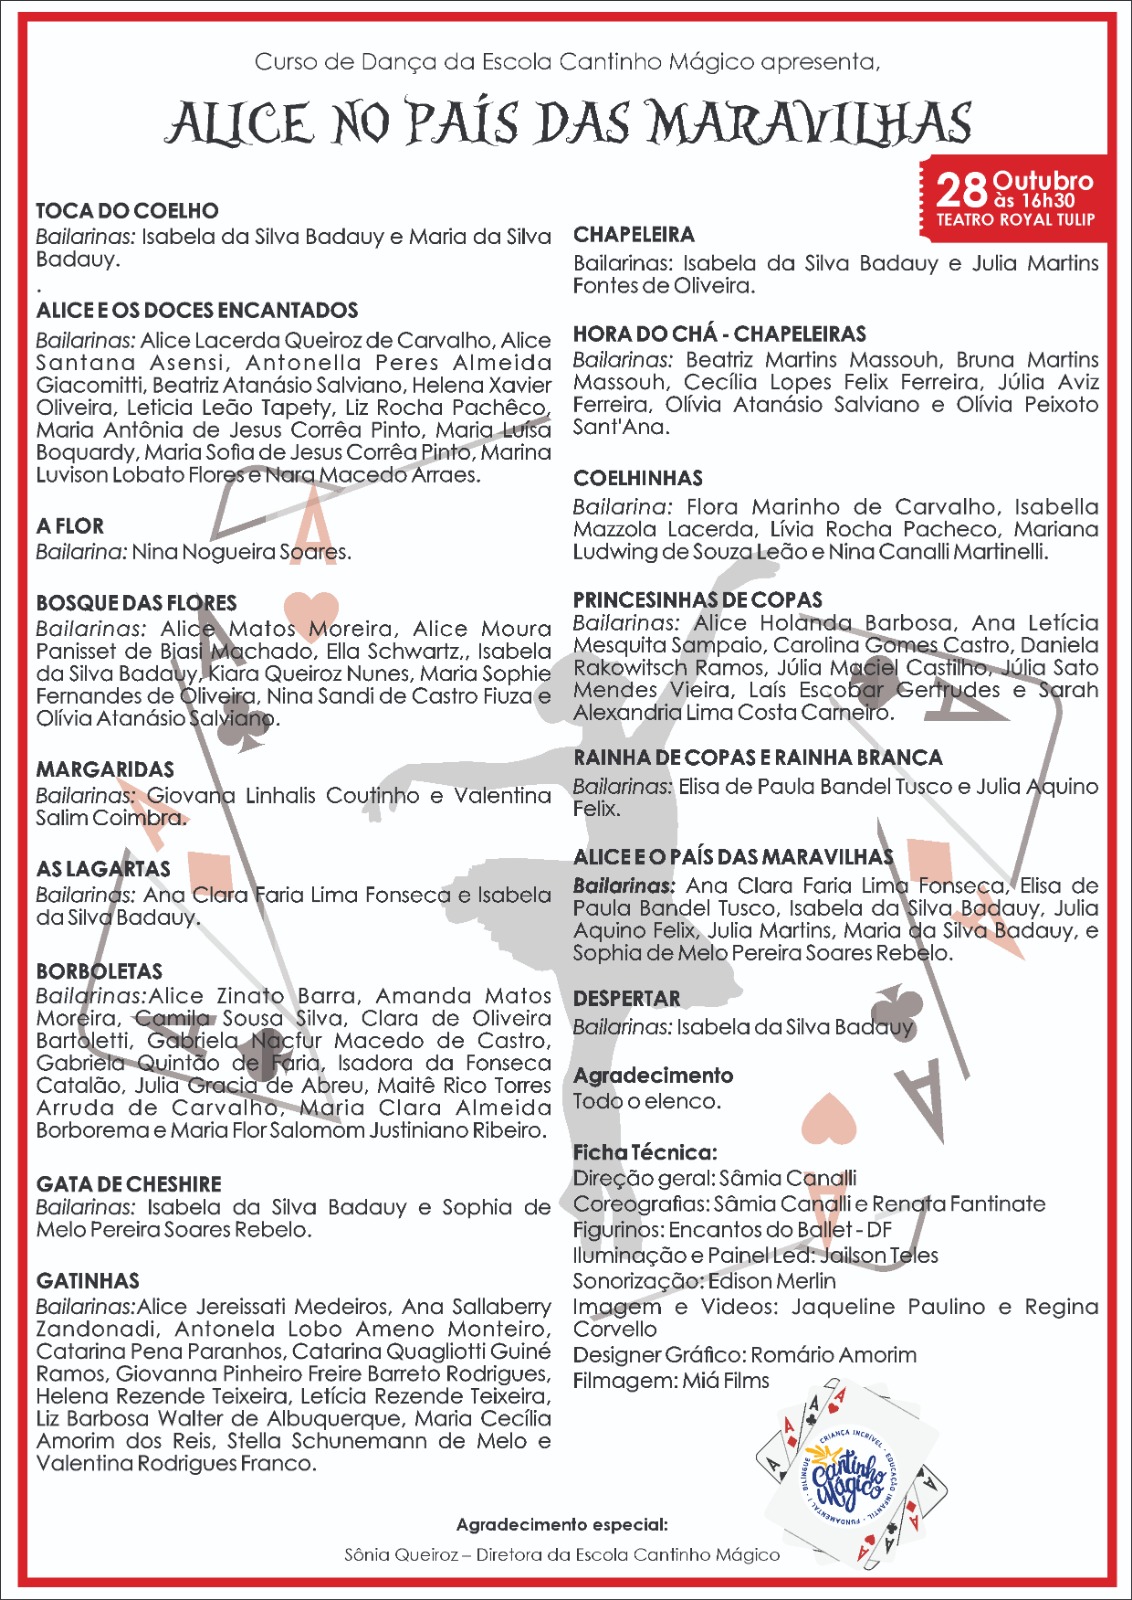 Curso de Dança da Escola Cantinho Mágico apresenta,
ALICE NO PAÍS DAS MARAVILHAS
28 Outubro
às 16h30
TEATRO ROYAL TULIP
TOCA DO COELHO
Bailarinas: Isabela da Silva Badauy e Maria da Silva
Badauy.
.
ALICE E OS DOCES ENCANTADOS
Bailarinas: Alice Lacerda Queiroz de Carvalho, Alice
Santana Asensi, Antonella Peres Almeida
Giacomitti, Beatriz Atanásio Salviano, Helena Xavier
Oliveira, Leticia Leão Tapety, Liz Rocha Pachêco,
Maria Antônia de Jesus Corrêa Pinto, Maria Luísa
Boquardy, Maria Sofia de Jesus Corrêa Pinto, Marina
Luvison Lobato Flores e Nara Macedo Arraes.
A FLOR
Bailarina: Nina Nogueira Soares.
BOSQUE DAS FLORES
Bailarinas: Alice Matos Moreira, Alice Moura
Panisset de Biasi Machado, Ella Schwartz,, Isabela
da Silva Badauy, Kiara Queiroz Nunes, Maria Sophie
Fernandes de Oliveira, Nina Sandi de Castro Fiuza e
Olívia Atanásio Salviano.
MARGARIDAS
Bailarinas: Giovana Linhalis Coutinho e Valentina
Salim Coimbra.
AS LAGARTAS
Bailarinas: Ana Clara Faria Lima Fonseca e Isabela
da Silva Badauy.
BORBOLETAS
Bailarinas:Alice Zinato Barra, Amanda Matos
Moreira, Camila Sousa Silva, Clara de Oliveira
Bartoletti, Gabriela Nacfur Macedo de Castro,
Gabriela Quintão de Faria, Isadora da Fonseca
Catalão, Julia Gracia de Abreu, Maitê Rico Torres
Arruda de Carvalho, Maria Clara Almeida
Borborema e Maria Flor Salomom Justiniano Ribeiro.
GATA DE CHESHIRE
Bailarinas: Isabela da Silva Badauy e Sophia de
Melo Pereira Soares Rebelo.
GATINHAS
Bailarinas:Alice Jereissati Medeiros, Ana Sallaberry
Zandonadi, Antonela Lobo Ameno Monteiro,
Catarina Pena Paranhos, Catarina Quagliotti Guiné
Ramos, Giovanna Pinheiro Freire Barreto Rodrigues,
Helena Rezende Teixeira, Letícia Rezende Teixeira,
Liz Barbosa Walter de Albuquerque, Maria Cecília
Amorim dos Reis, Stella Schunemann de Melo e
Valentina Rodrigues Franco.
CHAPELEIRA
Bailarinas: Isabela da Silva Badauy e Julia Martins
Fontes de Oliveira.
HORA DO CHÁ - CHAPELEIRAS
Bailarinas: Beatriz Martins Massouh, Bruna Martins
Massouh, Cecília Lopes Felix Ferreira, Júlia Aviz
Ferreira, Olívia Atanásio Salviano e Olívia Peixoto
Sant'Ana.
COELHINHAS
Bailarina: Flora Marinho de Carvalho, Isabella
Mazzola Lacerda, Lívia Rocha Pacheco, Mariana
Ludwing de Souza Leão e Nina Canalli Martinelli.
PRINCESINHAS DE COPAS
Bailarinas: Alice Holanda Barbosa, Ana Letícia
Mesquita Sampaio, Carolina Gomes Castro, Daniela
Rakowitsch Ramos, Júlia Maciel Castilho, Júlia Sato
Mendes Vieira, Laís Escobar Gertrudes e Sarah
Alexandria Lima Costa Carneiro.
RAINHA DE COPAS E RAINHA BRANCA
Bailarinas: Elisa de Paula Bandel Tusco e Julia Aquino
Felix.
ALICE E O PAÍS DAS MARAVILHAS
Bailarinas: Ana Clara Faria Lima Fonseca, Elisa de
Paula Bandel Tusco, Isabela da Silva Badauy, Julia
Aquino Felix, Julia Martins, Maria da Silva Badauy, e
Sophia de Melo Pereira Soares Rebelo.
DESPERTAR
Bailarinas: Isabela da Silva Badauy
Agradecimento
Todo o elenco.
Ficha Técnica:
Direção geral: Sâmia Canalli
Coreografias: Sâmia Canalli e Renata Fantinate
Figurinos: Encantos do Ballet - DF
Iluminação e Painel Led: Jailson Teles
Sonorização: Edison Merlin
Imagem e Videos: Jaqueline Paulino e Regina
Corvello
Designer Gráfico: Romário Amorim
Filmagem: Miá Films
CRIANÇA INCRÍVEL · EDUCAÇÃO INFANTIL · FUNDAMENTAL I · BILÍNGUE
Cantinho
Mágico
Agradecimento especial:
Sônia Queiroz – Diretora da Escola Cantinho Mágico